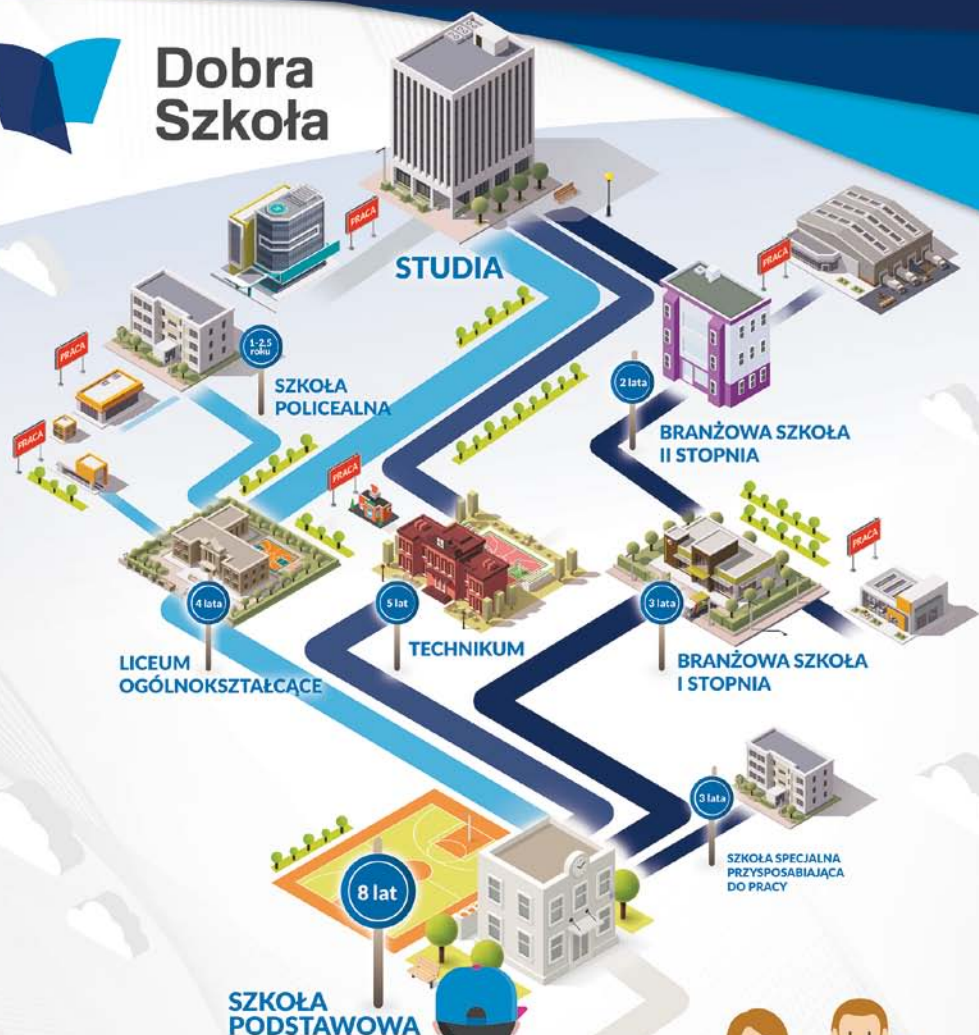 Dobra
Szkoła
PRACA
PRACA
STUDIA
1-2,5
roku
PRACA
SZKOŁA
POLICEALNA
2 lata
PRACA
BRANŻOWA SZKOŁA
II STOPNIA
PRACA
PRACA
4 lata
5 lat
3 lata
TECHNIKUM
LICEUM
OGÓLNOKSZTAŁCĄCE
BRANŻOWA SZKOŁA
I STOPNIA
3 lata
SZKOŁA SPECJALNA
PRZYSPOSABIAJĄCA
DO PRACY
8 lat
SZKOŁA
PODSTAWOWA